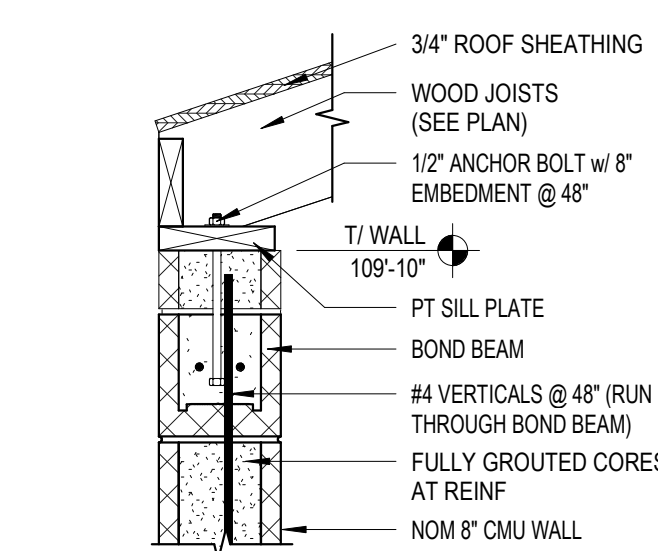 3/4" ROOF SHEATHING
WOOD JOISTS
(SEE PLAN)
1/2" ANCHOR BOLT w/ 8"
EMBEDMENT @ 48"
T/ WALL
109'-10"
PT SILL PLATE
BOND BEAM
#4 VERTICALS @ 48" (RUN
THROUGH BOND BEAM)
FULLY GROUTED CORES
AT REINF
NOM 8" CMU WALL